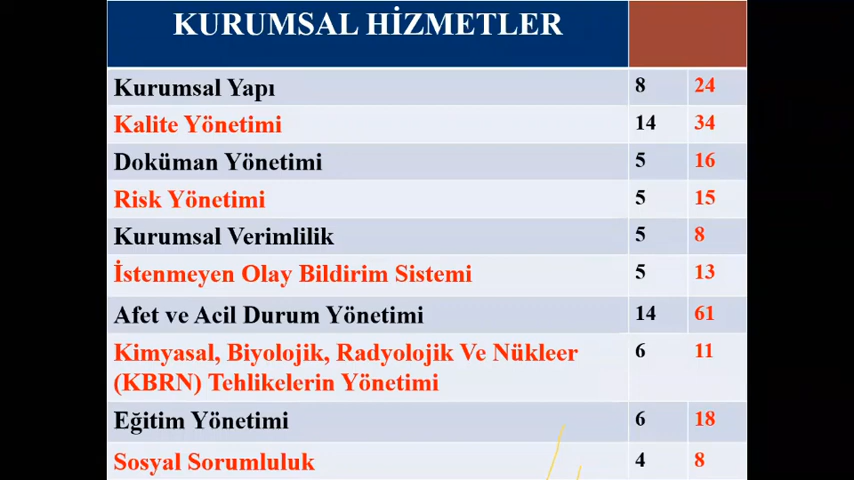 KURUMSAL HİZMETLER
Kurumsal Yapı 8 24
Kalite Yönetimi 14 34
Doküman Yönetimi 5 16
Risk Yönetimi 5 15
Kurumsal Verimlilik 5 8
İstenmeyen Olay Bildirim Sistemi 5 13
Afet ve Acil Durum Yönetimi 14 61
Kimyasal, Biyolojik, Radyolojik Ve Nükleer 6 11
(KBRN) Tehlikelerin Yönetimi
Eğitim Yönetimi 6 18
Sosyal Sorumluluk 4 8